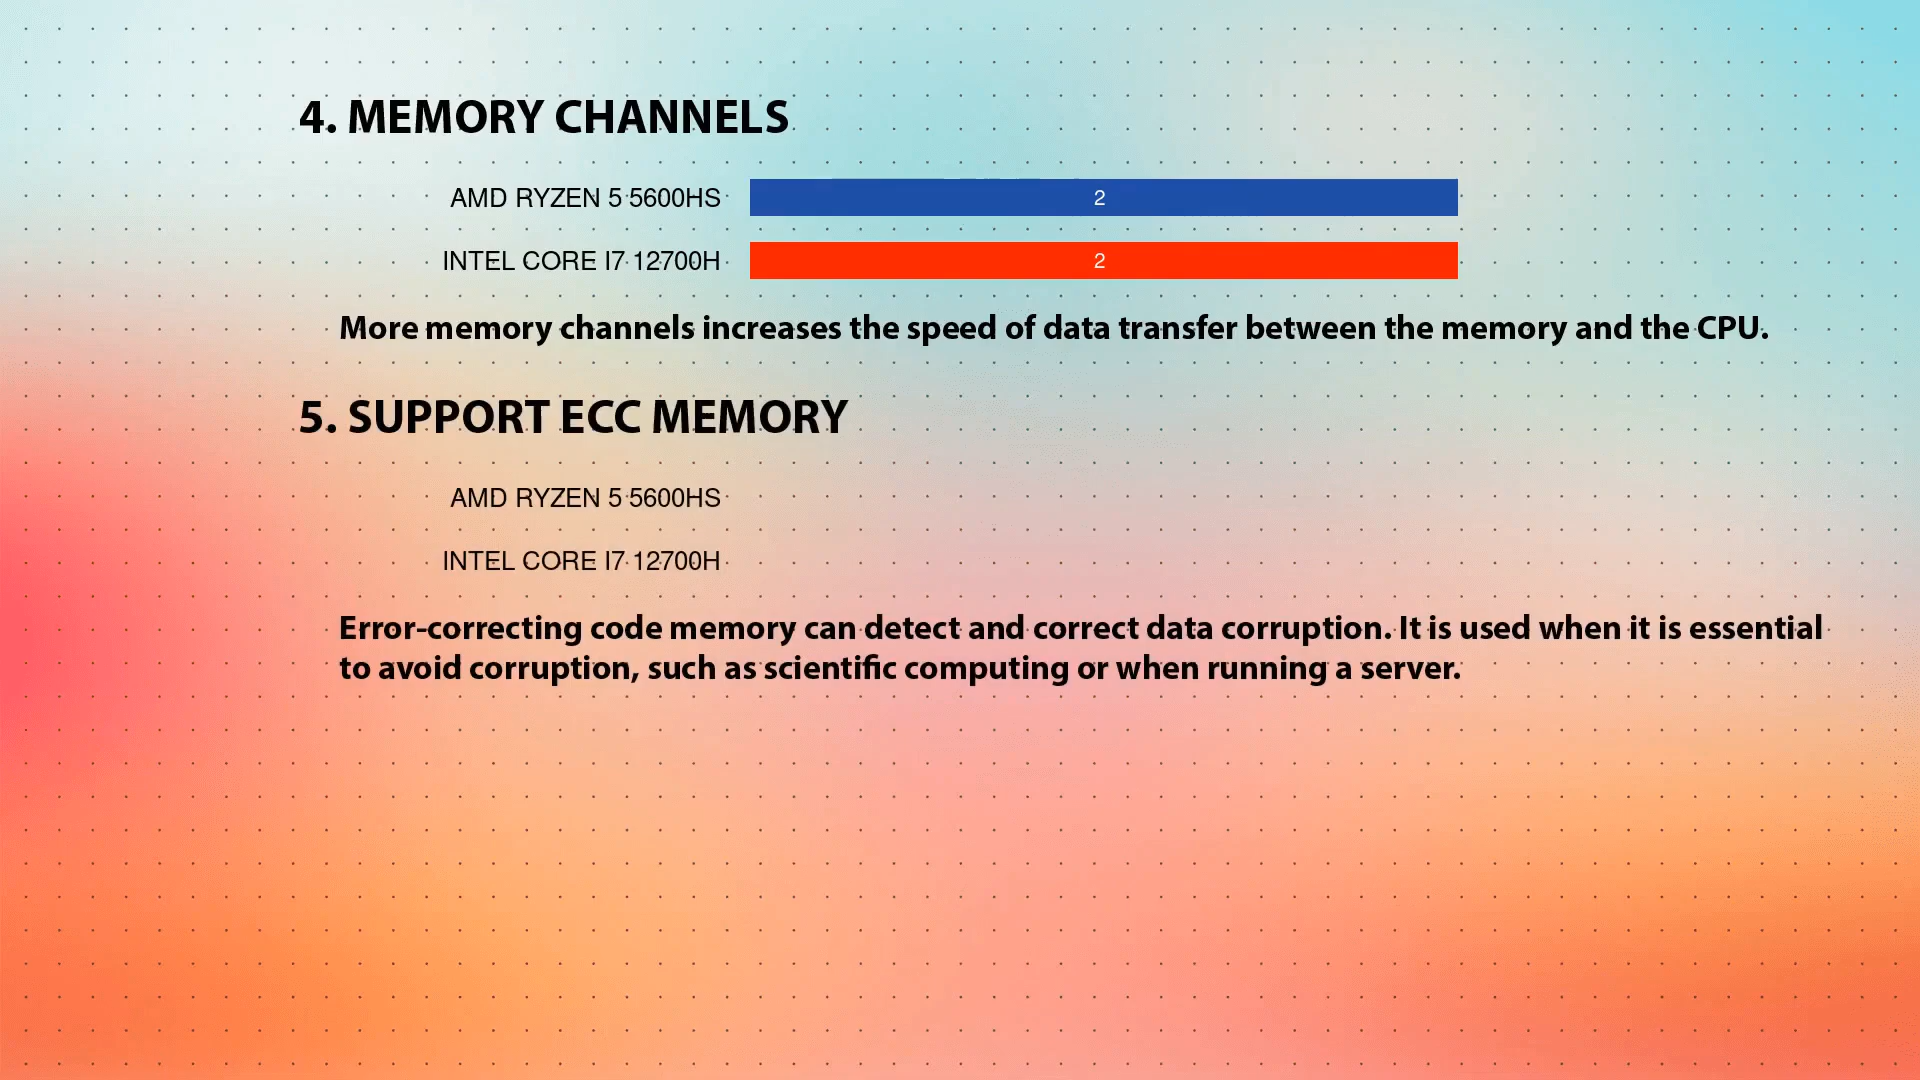 4. MEMORY CHANNELS
AMD RYZEN 5 5600HS 2
INTEL CORE I7 12700H 2
More memory channels increases the speed of data transfer between the memory and the CPU.
5. SUPPORT ECC MEMORY
AMD RYZEN 5 5600HS
INTEL CORE I7 12700H
Error-correcting code memory can detect and correct data corruption. It is used when it is essential
to avoid corruption, such as scientific computing or when running a server.